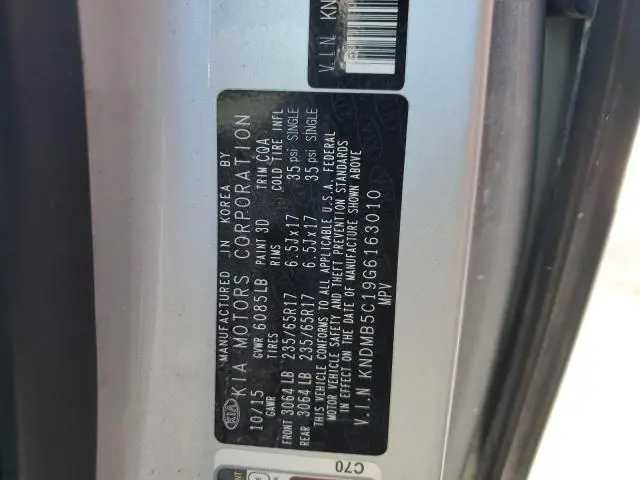 V.I.N KN
MANUFACTURED IN KOREA BY
KIA KIA MOTORS CORPORATION
10/15 GVWR 6085LB PAINT 3D TRIM CQA
GAWR TIRES RIMS COLD TIRE INFL
FRONT 3064 LB 235/65R17 6.5Jx17 35 psi SINGLE
REAR 3064 LB 235/65R17 6.5Jx17 35 psi SINGLE
THIS VEHICLE CONFORMS TO ALL APPLICABLE U.S.A. FEDERAL
MOTOR VEHICLE SAFETY AND THEFT PREVENTION STANDARDS
IN EFFECT ON THE DATE OF MANUFACTURE SHOWN ABOVE
V.I.N KNDMB5C19G6163010
MPV
C70